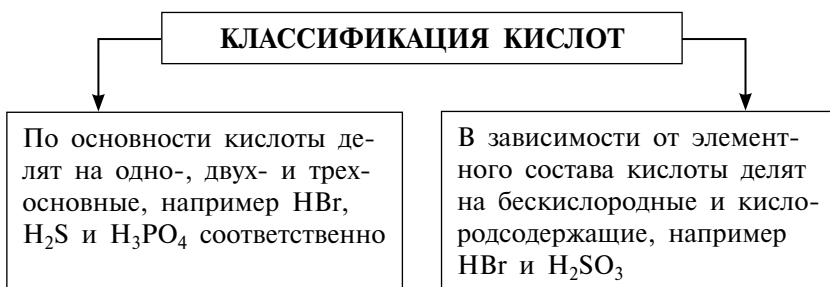 КЛАССИФИКАЦИЯ КИСЛОТ
По основности кислоты де-
лят на одно-, двух- и трех-
основные, например HBr,
H₂S и H₃PO₄ соответственно
В зависимости от элемент-
ного состава кислоты делят
на бескислородные и кисло-
родсодержащие, например
HBr и H₂SO₃